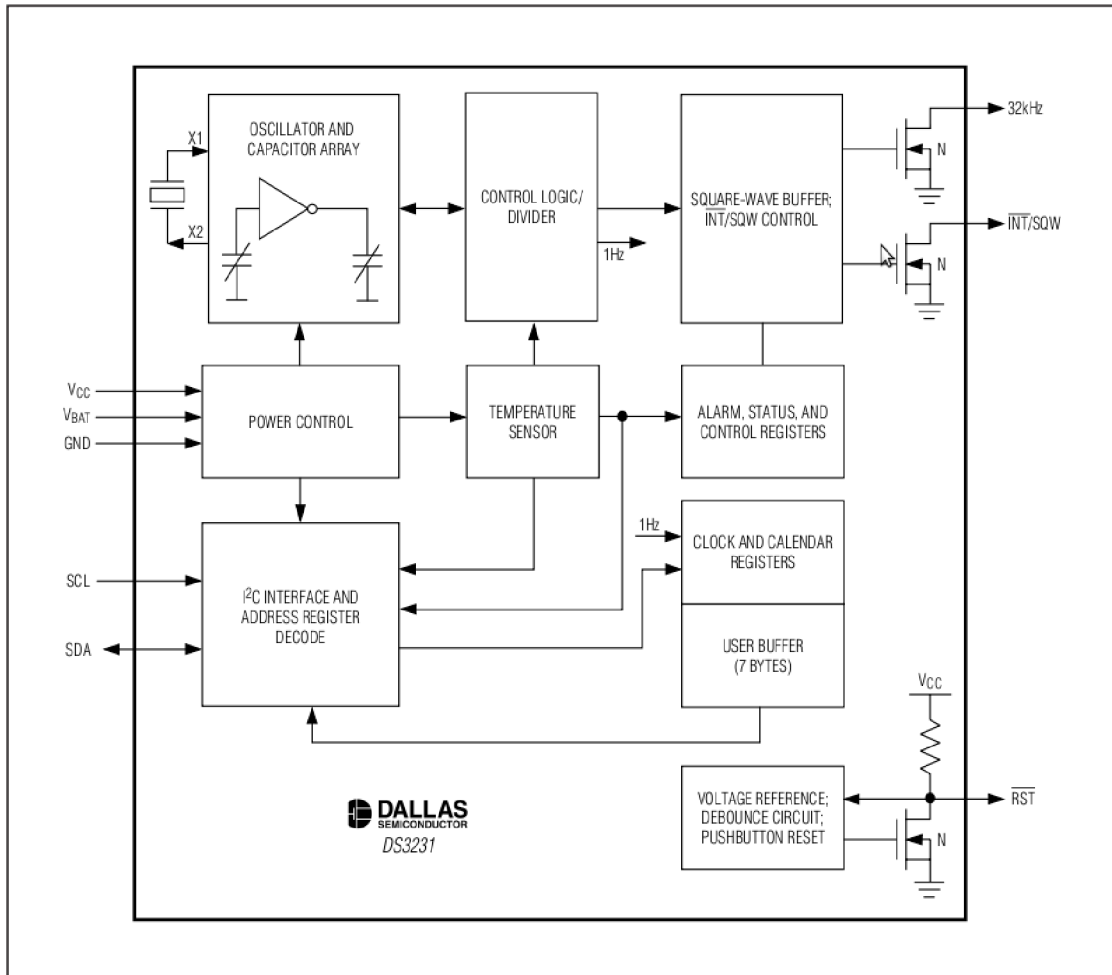 X1
X2
OSCILLATOR AND
CAPACITOR ARRAY
CONTROL LOGIC/
DIVIDER
1Hz
SQUARE-WAVE BUFFER;
INT/SQW CONTROL
N
32kHz
N
INT/SQW
VCC
VBAT
GND
POWER CONTROL
TEMPERATURE
SENSOR
ALARM, STATUS, AND
CONTROL REGISTERS
SCL
SDA
I²C INTERFACE AND
ADDRESS REGISTER
DECODE
1Hz
CLOCK AND CALENDAR
REGISTERS
USER BUFFER
(7 BYTES)
VCC
VOLTAGE REFERENCE;
DEBOUNCE CIRCUIT;
PUSHBUTTON RESET
N
RST
DALLAS
SEMICONDUCTOR
DS3231